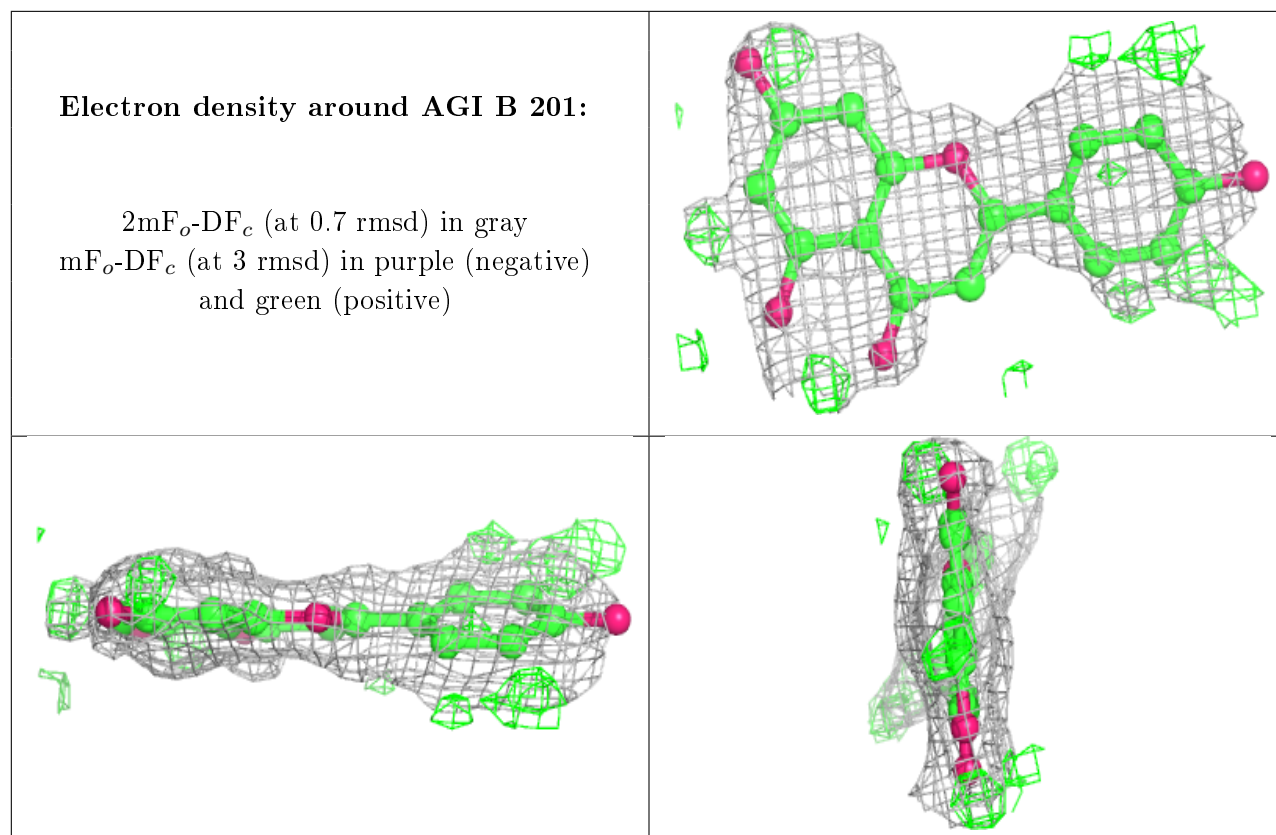 Electron density around AGI B 201:
2mFo-DFc (at 0.7 rmsd) in gray
mFo-DFc (at 3 rmsd) in purple (negative)
and green (positive)